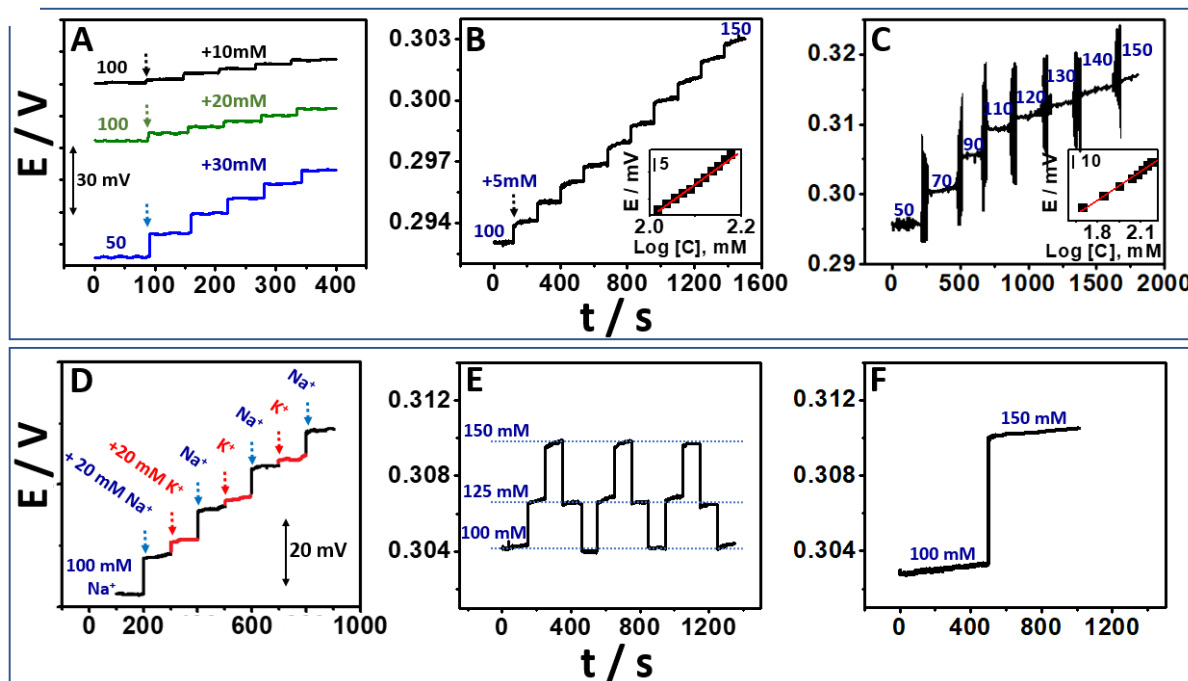 A
100
+10mM
100
+20mM
+30mM
50
30 mV
E / V
0 100 200 300 400
B
0.303
0.300
0.297
0.294
150
+5mM
100
E / mV
5
2.0 2.2
Log [C], mM
0 400 800 1200 1600
t / s
C
0.32
0.31
0.30
0.29
50
70
90
110
120
130
140
150
E / mV
10
1.8 2.1
Log [C], mM
0 500 1000 1500 2000
D
E / V
Na⁺
K⁺
Na⁺
K⁺
Na⁺
+20 mM K⁺
+ 20 mM Na⁺
100 mM
Na⁺
20 mV
0 300 600 900
E
0.312
0.308
0.304
150 mM
125 mM
100 mM
0 400 800 1200
t / s
F
0.312
0.308
0.304
150 mM
100 mM
0 400 800 1200